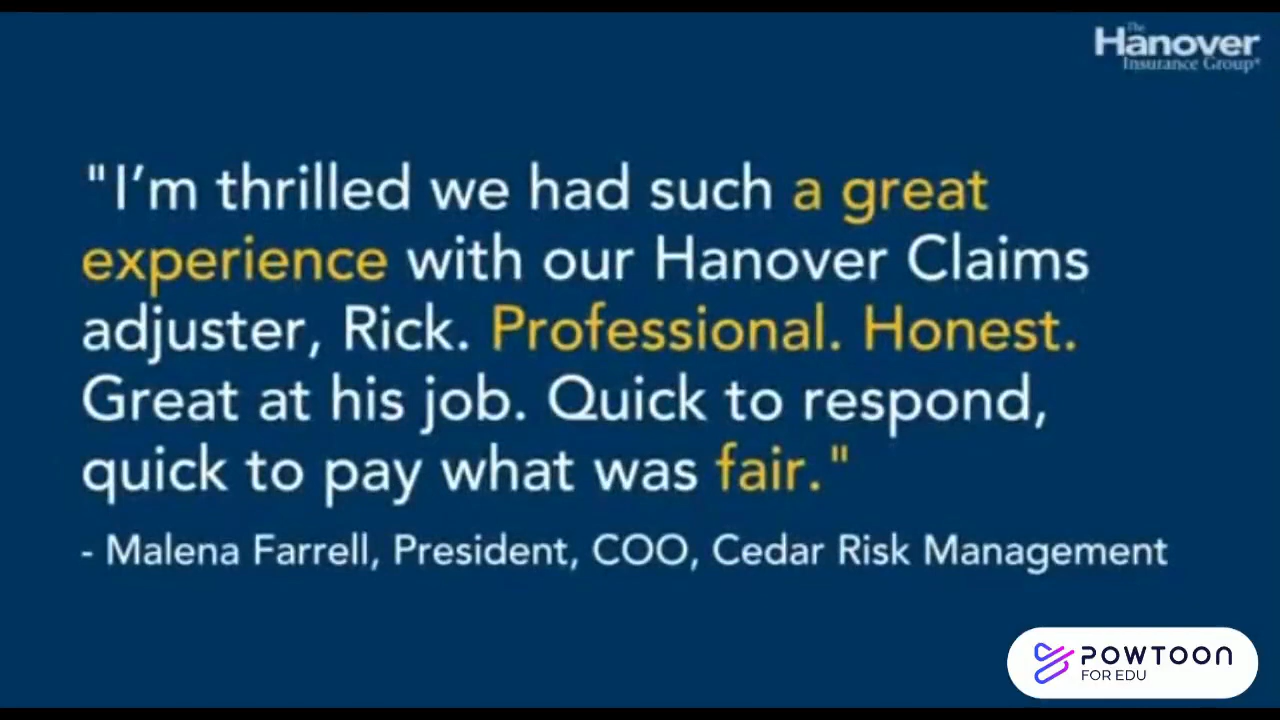 The
Hanover
Insurance Group®
"I’m thrilled we had such a great
experience with our Hanover Claims
adjuster, Rick. Professional. Honest.
Great at his job. Quick to respond,
quick to pay what was fair."
- Malena Farrell, President, COO, Cedar Risk Management
POWTOON
FOR EDU